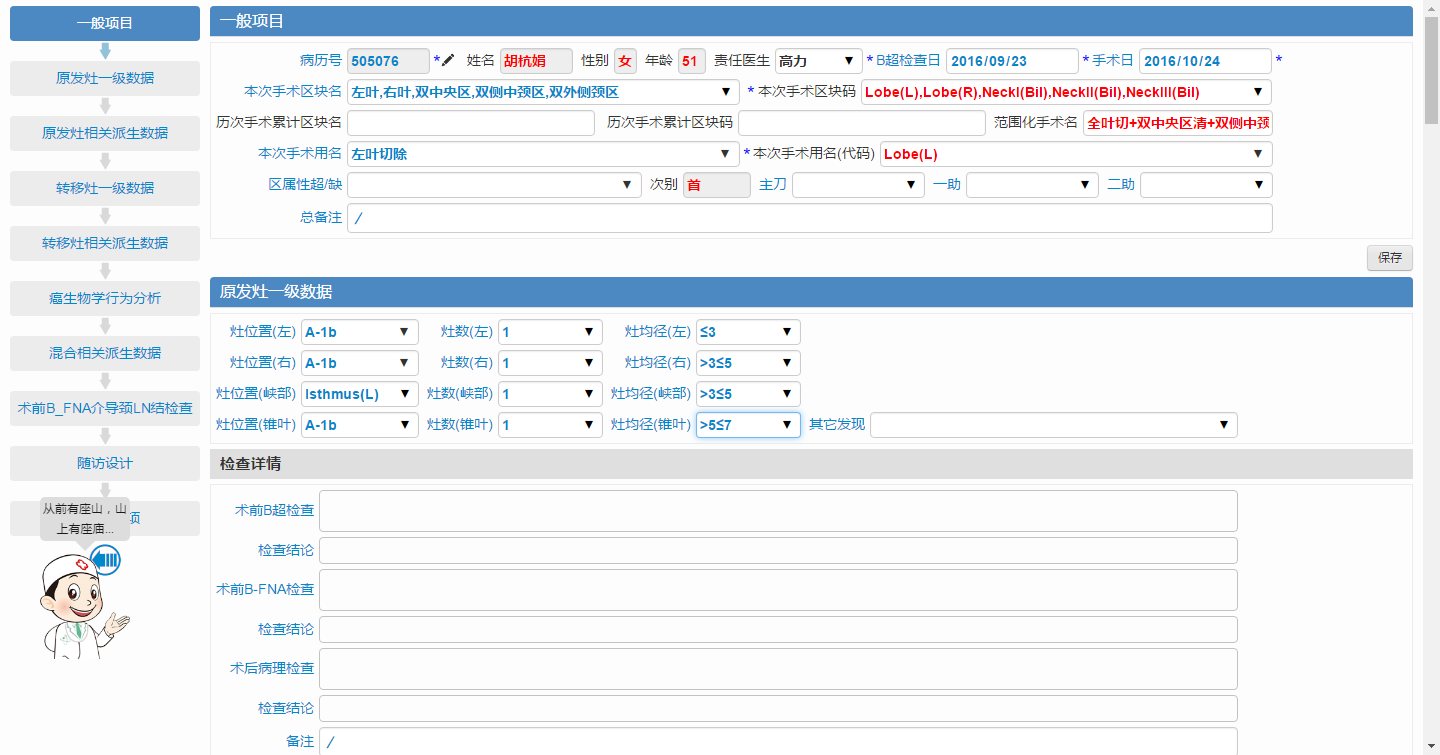 一般项目
原发灶一级数据
原发灶相关派生数据
转移灶一级数据
转移灶相关派生数据
癌生物学行为分析
混合相关派生数据
术前B_FNA介导颈LN结检查
随访设计
项
从前有座山，山
上有座庙...
一般项目
病历号 505076 * 姓名 胡杭娟 性别 女 年龄 51 责任医生 高力 * B超检查日 2016/09/23 * 手术日 2016/10/24 *
本次手术区块名 左叶,右叶,双中央区,双侧中颈区,双外侧颈区 * 本次手术区块码 Lobe(L),Lobe(R),NeckI(Bil),NeckII(Bil),NeckIII(Bil)
历次手术累计区块名 历次手术累计区块码 范围化手术名 全叶切+双中央区清+双侧中颈
本次手术用名 左叶切除 * 本次手术用名(代码) Lobe(L)
区属性超/缺 次别 首 主刀 一助 二助
总备注 /
保存
原发灶一级数据
灶位置(左) A-1b 灶数(左) 1 灶均径(左) ≤3
灶位置(右) A-1b 灶数(右) 1 灶均径(右) >3≤5
灶位置(峡部) Isthmus(L) 灶数(峡部) 1 灶均径(峡部) >3≤5
灶位置(锥叶) A-1b 灶数(锥叶) 1 灶均径(锥叶) >5≤7 其它发现
检查详情
术前B超检查
检查结论
术前B-FNA检查
检查结论
术后病理检查
检查结论
备注 /